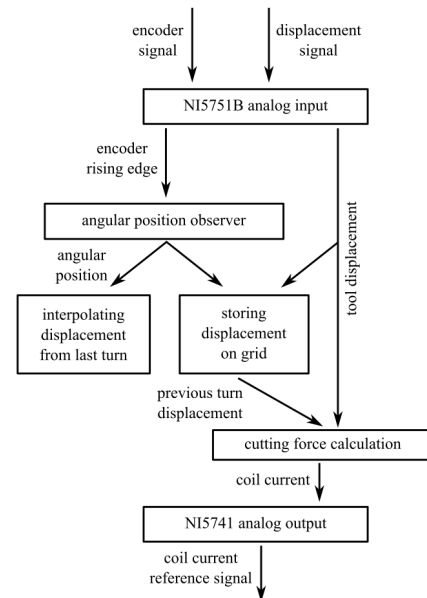 encoder
signal
displacement
signal
NI5751B analog input
encoder
rising edge
angular position observer
tool displacement
angular
position
interpolating
displacement
from last turn
storing
displacement
on grid
previous turn
displacement
cutting force calculation
coil current
NI5741 analog output
coil current
reference signal